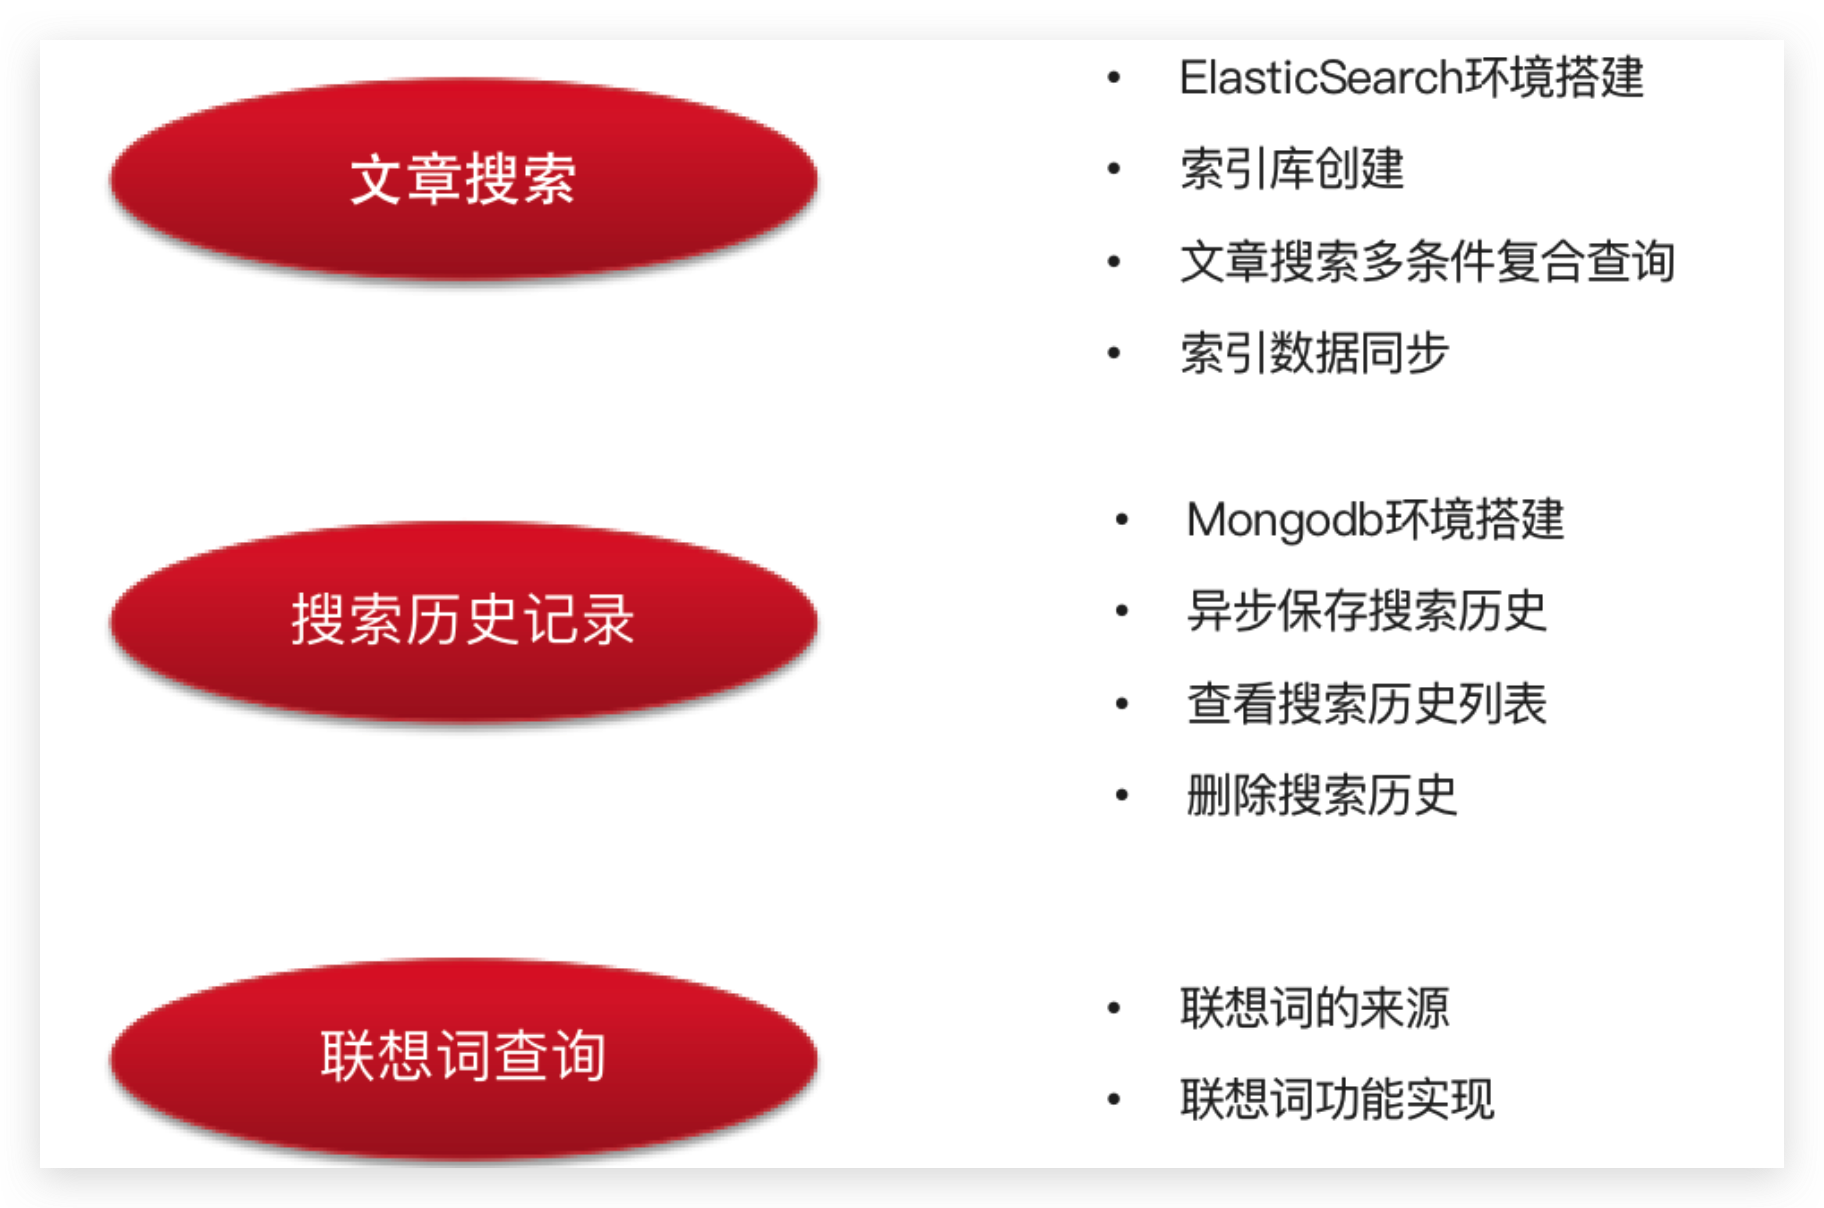 文章搜索
ElasticSearch环境搭建
索引库创建
文章搜索多条件复合查询
索引数据同步
搜索历史记录
Mongodb环境搭建
异步保存搜索历史
查看搜索历史列表
删除搜索历史
联想词查询
联想词的来源
联想词功能实现